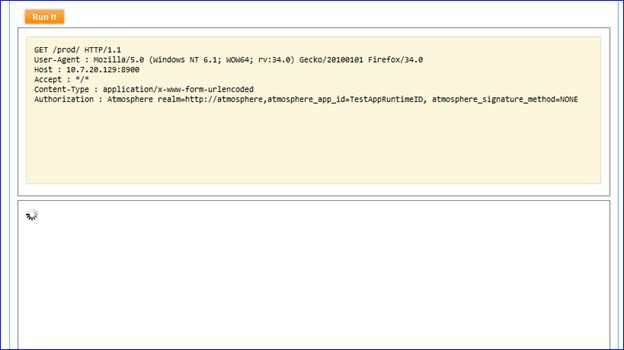 Run It
GET /prod/ HTTP/1.1
User-Agent : Mozilla/5.0 (Windows NT 6.1; WOW64; rv:34.0) Gecko/20100101 Firefox/34.0
Host : 10.7.20.129:8900
Accept : */*
Content-Type : application/x-www-form-urlencoded
Authorization : Atmosphere realm=http://atmosphere,atmosphere_app_id=TestAppRuntimeID, atmosphere_signature_method=NONE